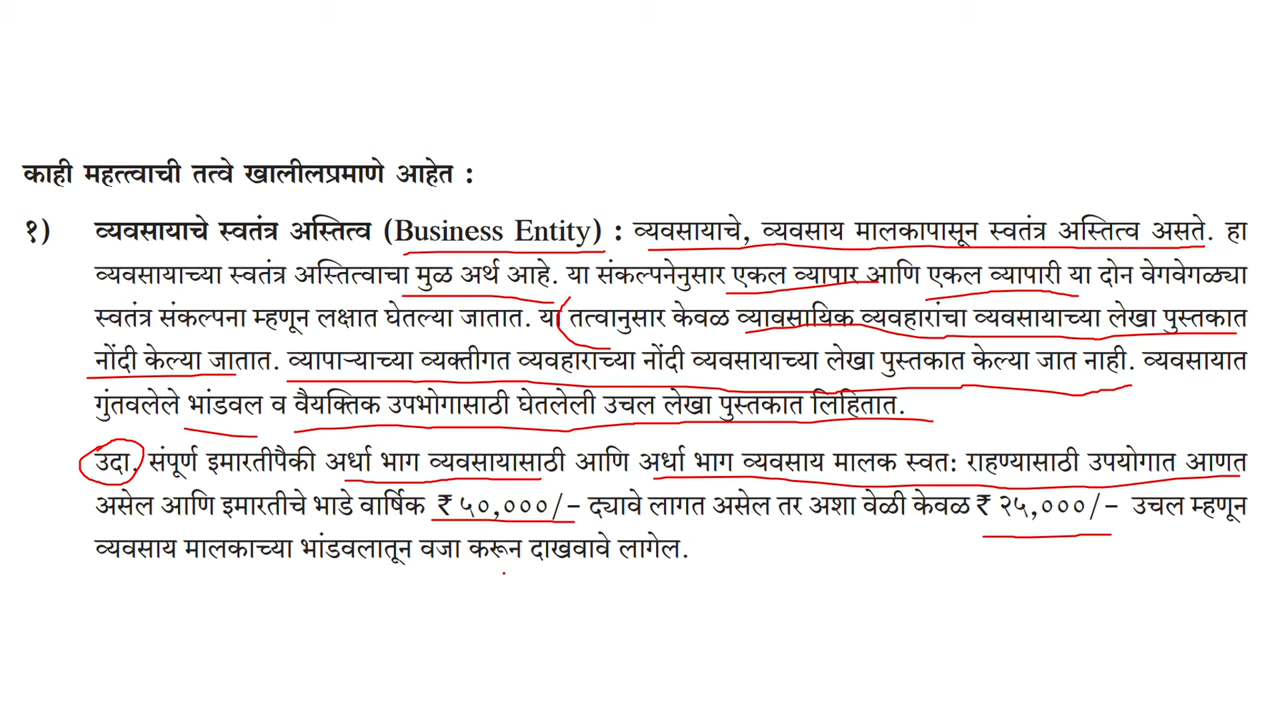 काही महत्त्वाची तत्वे खालीलप्रमाणे आहेत :
१) व्यवसायाचे स्वतंत्र अस्तित्व (Business Entity) : व्यवसायाचे, व्यवसाय मालकापासून स्वतंत्र अस्तित्व असते. हा
व्यवसायाच्या स्वतंत्र अस्तित्वाचा मुळ अर्थ आहे. या संकल्पनेनुसार एकल व्यापार आणि एकल व्यापारी या दोन वेगवेगळ्या
स्वतंत्र संकल्पना म्हणून लक्षात घेतल्या जातात. या तत्वानुसार केवळ व्यावसायिक व्यवहारांचा व्यवसायाच्या लेखा पुस्तकात
नोंदी केल्या जातात. व्यापाऱ्याच्या व्यक्तीगत व्यवहारांच्या नोंदी व्यवसायाच्या लेखा पुस्तकात केल्या जात नाही. व्यवसायात
गुंतवलेले भांडवल व वैयक्तिक उपभोगासाठी घेतलेली उचल लेखा पुस्तकात लिहितात.
उदा. संपूर्ण इमारतीपैकी अर्धा भाग व्यवसायासाठी आणि अर्धा भाग व्यवसाय मालक स्वत: राहण्यासाठी उपयोगात आणत
असेल आणि इमारतीचे भाडे वार्षिक ₹ ५०,०००/- द्यावे लागत असेल तर अशा वेळी केवळ ₹ २५,०००/- उचल म्हणून
व्यवसाय मालकाच्या भांडवलातून वजा करून दाखवावे लागेल.